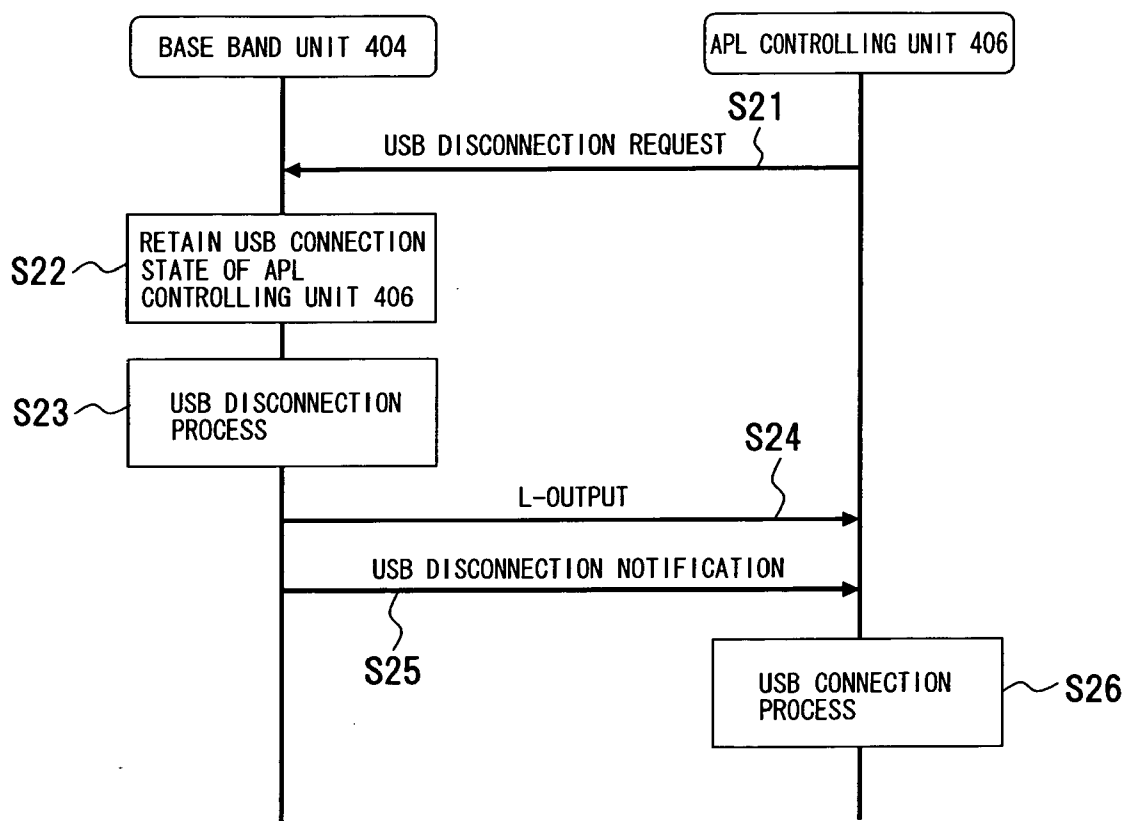 BASE BAND UNIT 404
APL CONTROLLING UNIT 406
S21
USB DISCONNECTION REQUEST
S22
RETAIN USB CONNECTION
STATE OF APL
CONTROLLING UNIT 406
S23
USB DISCONNECTION
PROCESS
S24
L-OUTPUT
USB DISCONNECTION NOTIFICATION
S25
USB CONNECTION
PROCESS
S26